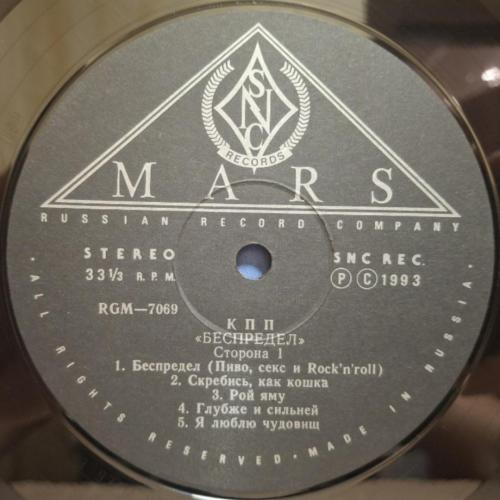 SNC
RECORDS
MARS
RUSSIAN RECORD COMPANY
STEREO
33⅓ R.P.M.
SNC REC.
Ⓟ Ⓒ 1993
RGM—7069
КПП
«БЕСПРЕДЕЛ»
Сторона 1
1. Беспредел (Пиво, секс и Rock'n'roll)
2. Скребись, как кошка
3. Рой яму
4. Глубже и сильней
5. Я люблю чудовищ
· ALL RIGHTS RESERVED · MADE IN RUSSIA ·